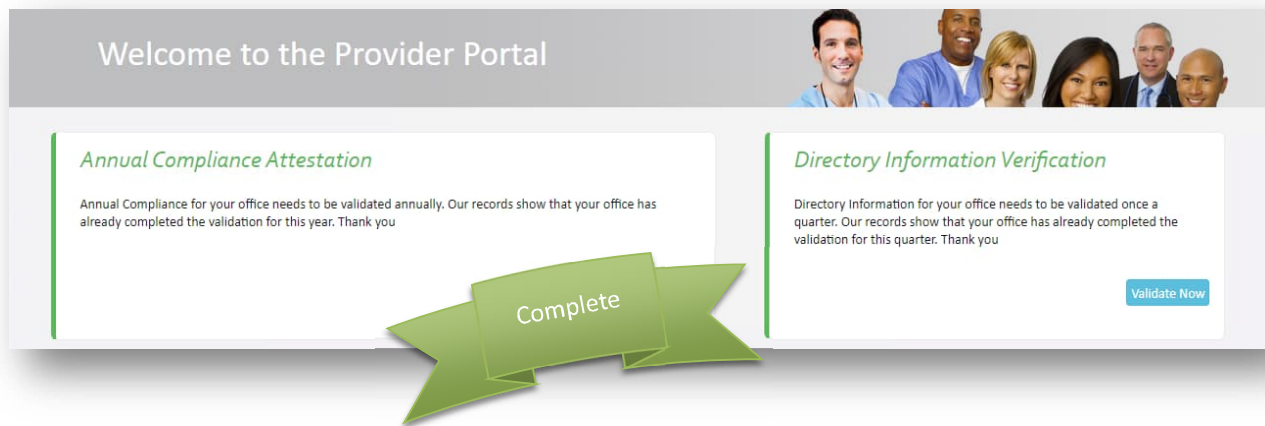 Welcome to the Provider Portal
Annual Compliance Attestation
Annual Compliance for your office needs to be validated annually. Our records show that your office has
already completed the validation for this year. Thank you
Directory Information Verification
Directory Information for your office needs to be validated once a
quarter. Our records show that your office has already completed the
validation for this quarter. Thank you
Validate Now
Complete